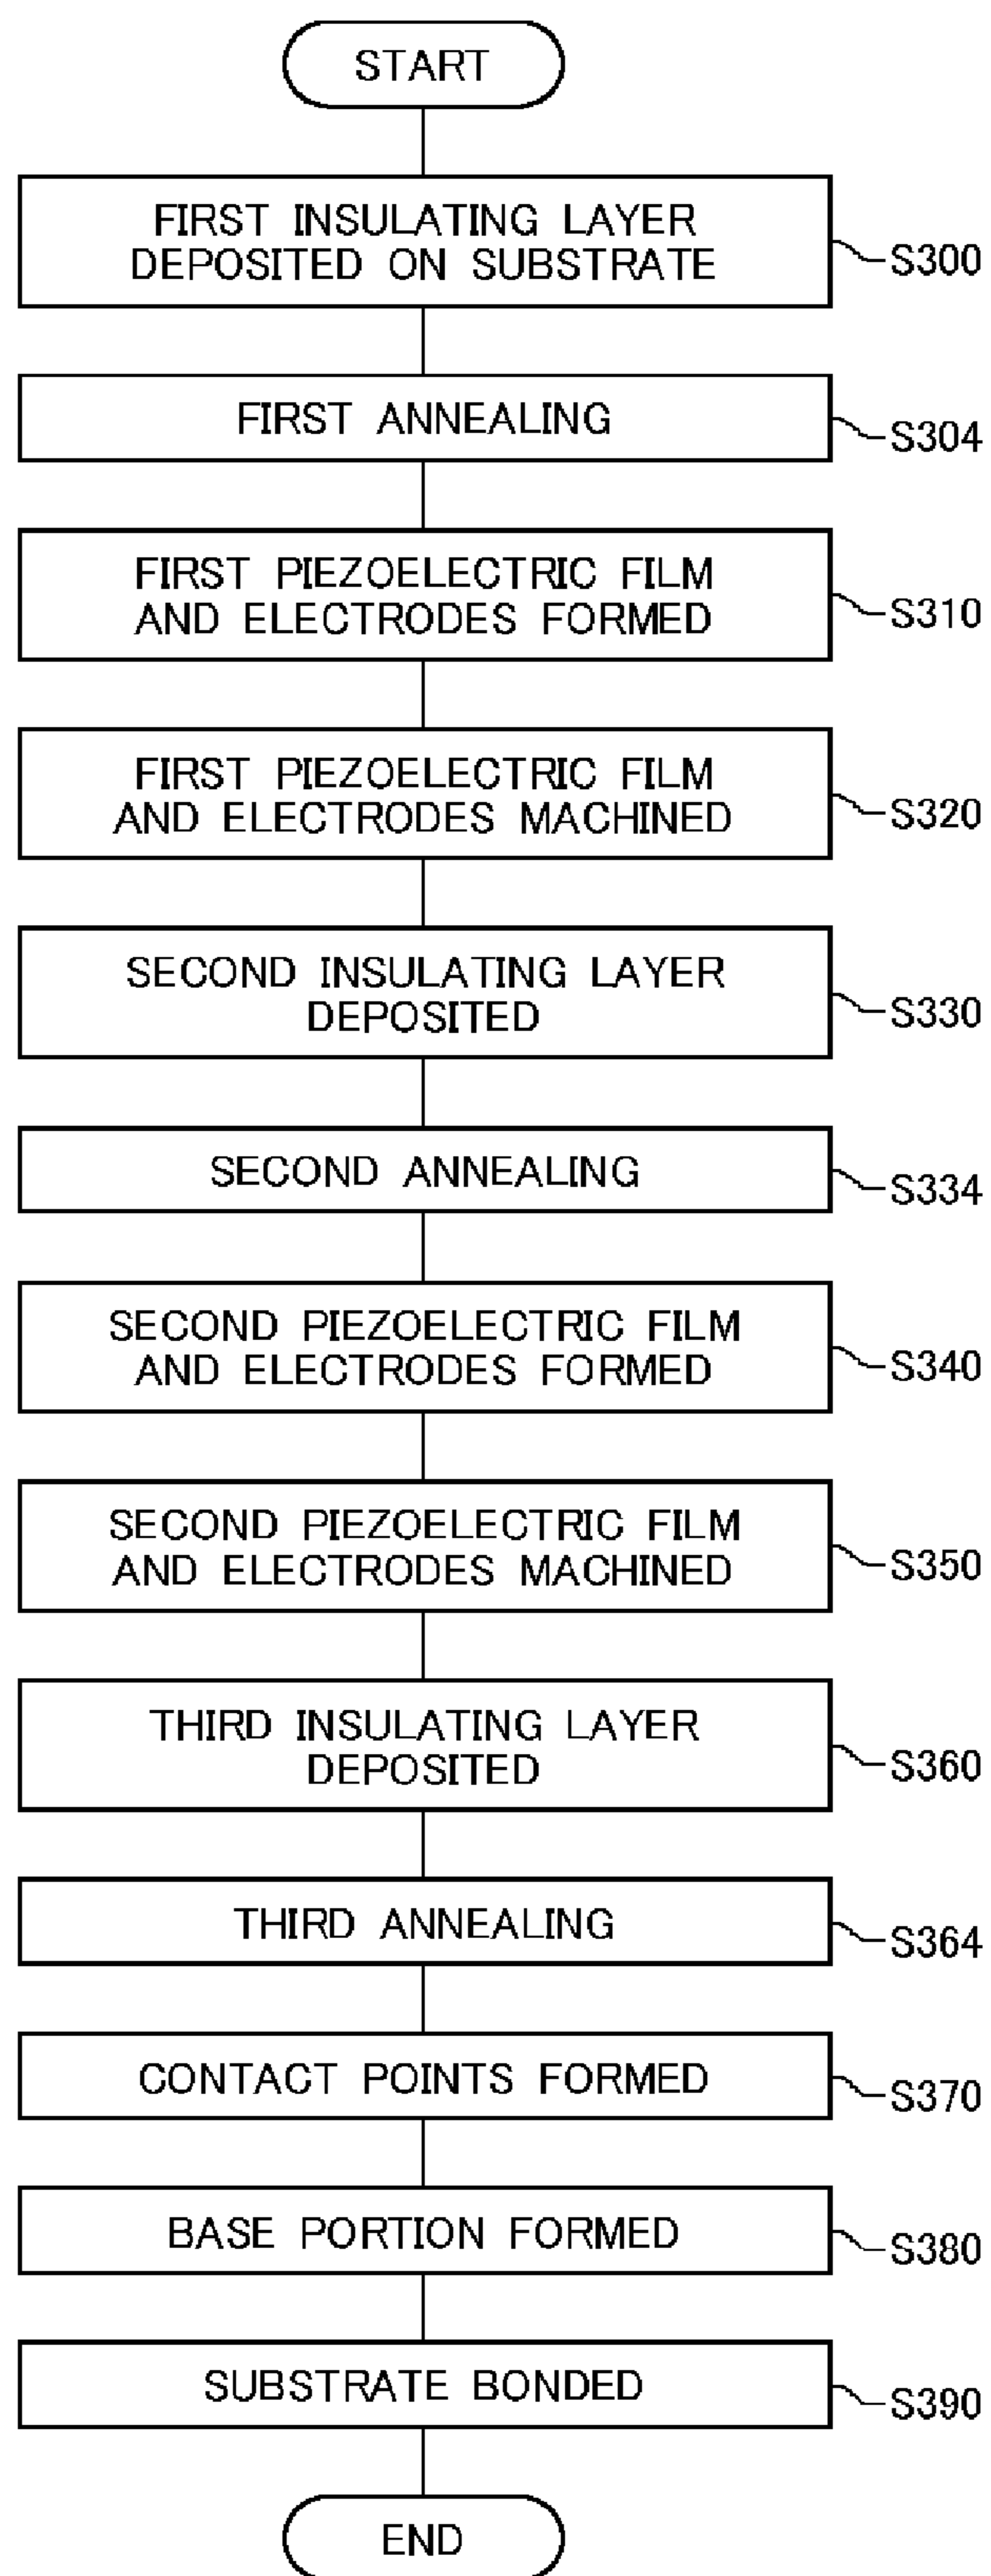 START
FIRST INSULATING LAYER
DEPOSITED ON SUBSTRATE
S300
FIRST ANNEALING
S304
FIRST PIEZOELECTRIC FILM
AND ELECTRODES FORMED
S310
FIRST PIEZOELECTRIC FILM
AND ELECTRODES MACHINED
S320
SECOND INSULATING LAYER
DEPOSITED
S330
SECOND ANNEALING
S334
SECOND PIEZOELECTRIC FILM
AND ELECTRODES FORMED
S340
SECOND PIEZOELECTRIC FILM
AND ELECTRODES MACHINED
S350
THIRD INSULATING LAYER
DEPOSITED
S360
THIRD ANNEALING
S364
CONTACT POINTS FORMED
S370
BASE PORTION FORMED
S380
SUBSTRATE BONDED
S390
END